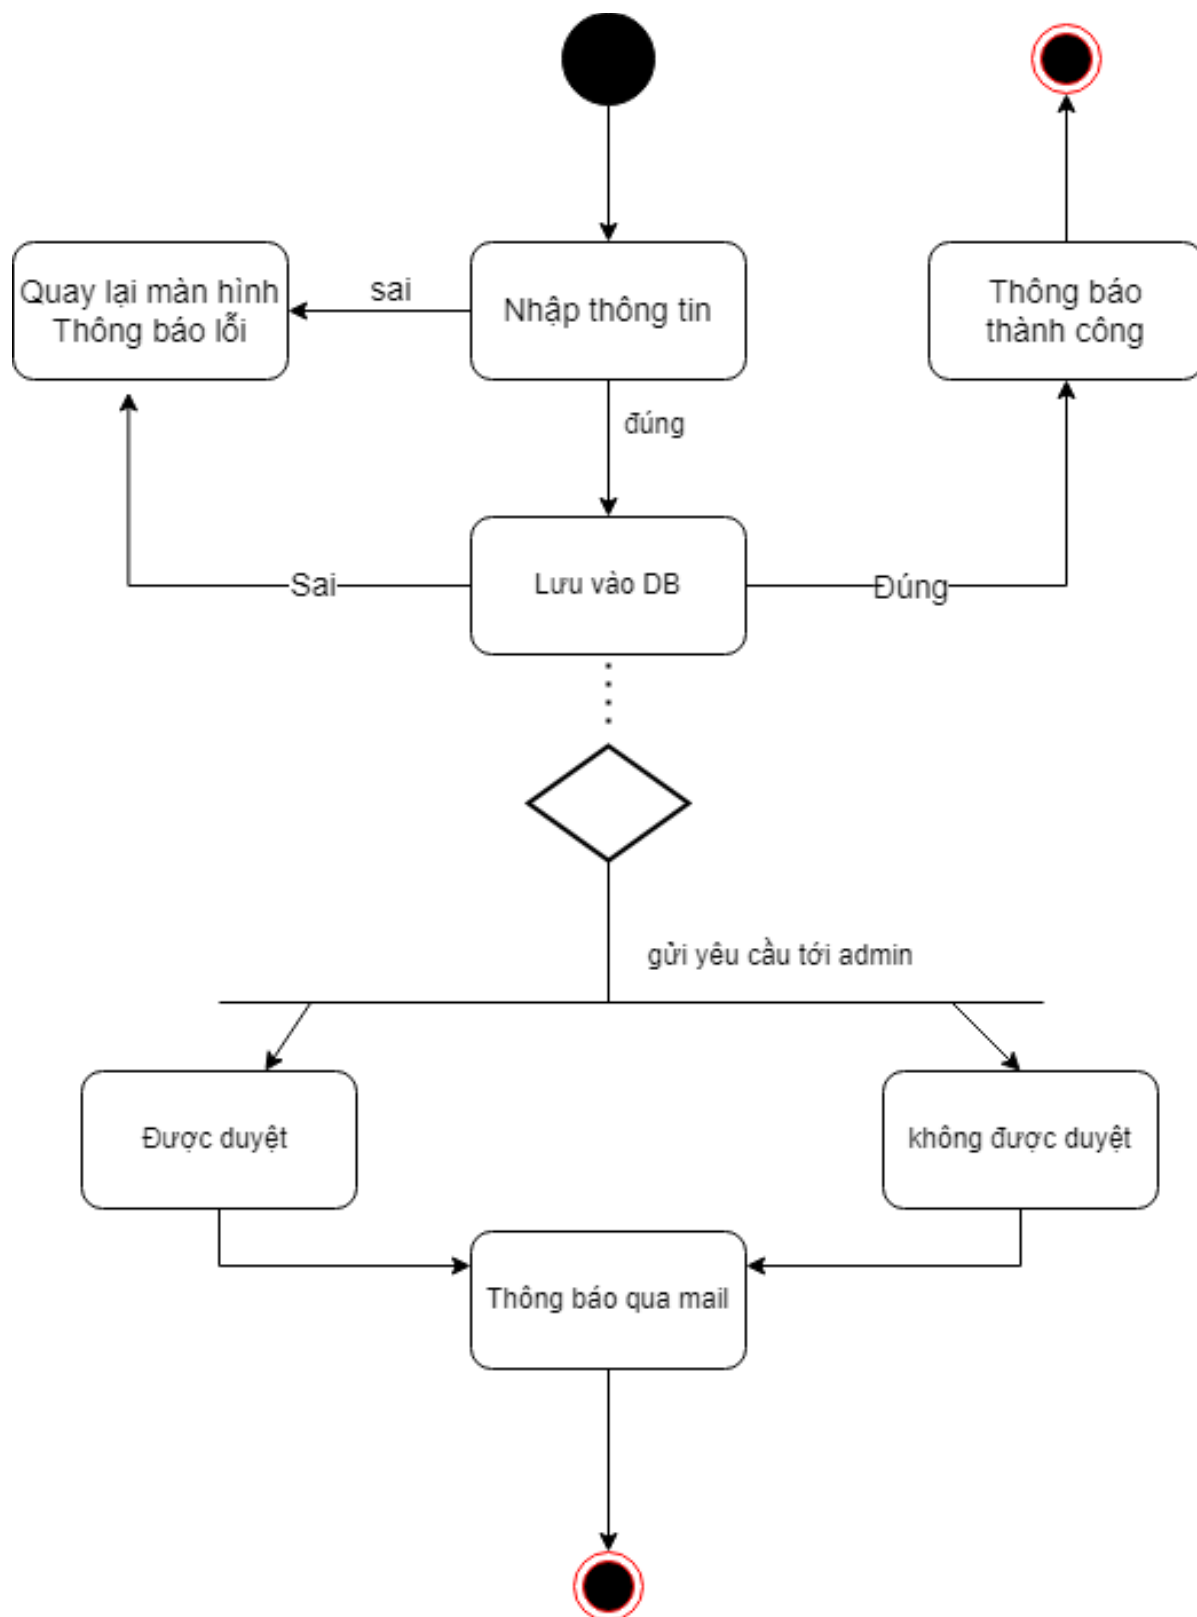 Quay lại màn hình
Thông báo lỗi
sai
Nhập thông tin
Thông báo
thành công
đúng
Sai
Lưu vào DB
Đúng
gửi yêu cầu tới admin
Được duyệt
không được duyệt
Thông báo qua mail